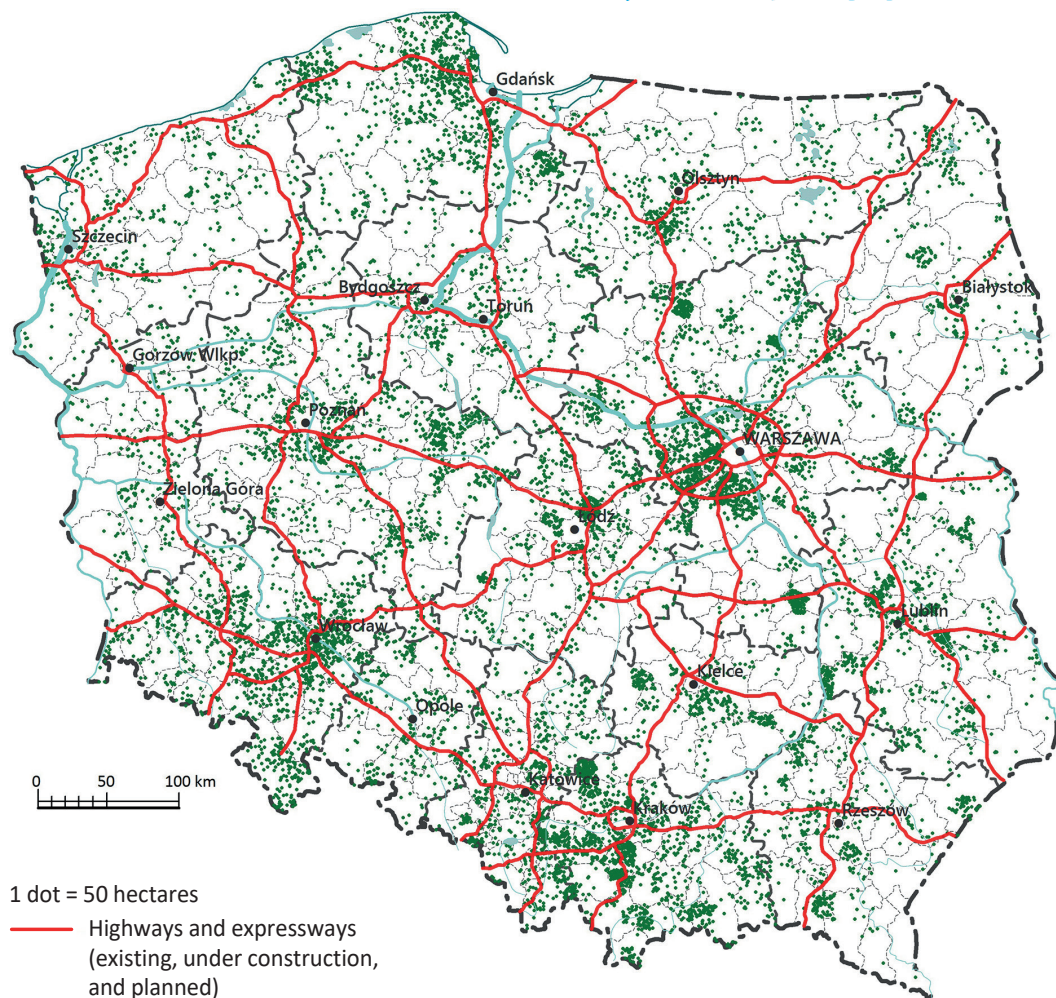 Gdańsk
Olsztyn
Szczecin
Bydgoszcz
Białystok
Toruń
Gorzów Wlkp.
Poznań
WARSZAWA
Zielona Góra
Łódź
Lublin
Wrocław
Kielce
Opole
0 50 100 km
Katowice
Kraków
Rzeszów
1 dot = 50 hectares
Highways and expressways
(existing, under construction,
and planned)